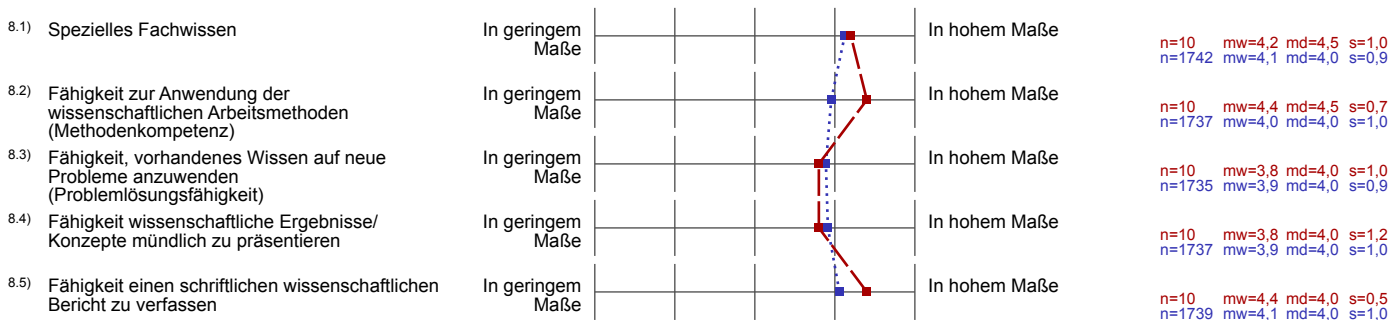 8.1) Spezielles Fachwissen
In geringem
Maße
In hohem Maße
n=10 mw=4,2 md=4,5 s=1,0
n=1742 mw=4,1 md=4,0 s=0,9
8.2) Fähigkeit zur Anwendung der
wissenschaftlichen Arbeitsmethoden
(Methodenkompetenz)
In geringem
Maße
In hohem Maße
n=10 mw=4,4 md=4,5 s=0,7
n=1737 mw=4,0 md=4,0 s=1,0
8.3) Fähigkeit, vorhandenes Wissen auf neue
Probleme anzuwenden
(Problemlösungsfähigkeit)
In geringem
Maße
In hohem Maße
n=10 mw=3,8 md=4,0 s=1,0
n=1735 mw=3,9 md=4,0 s=0,9
8.4) Fähigkeit wissenschaftliche Ergebnisse/
Konzepte mündlich zu präsentieren
In geringem
Maße
In hohem Maße
n=10 mw=3,8 md=4,0 s=1,2
n=1737 mw=3,9 md=4,0 s=1,0
8.5) Fähigkeit einen schriftlichen wissenschaftlichen
Bericht zu verfassen
In geringem
Maße
In hohem Maße
n=10 mw=4,4 md=4,0 s=0,5
n=1739 mw=4,1 md=4,0 s=1,0